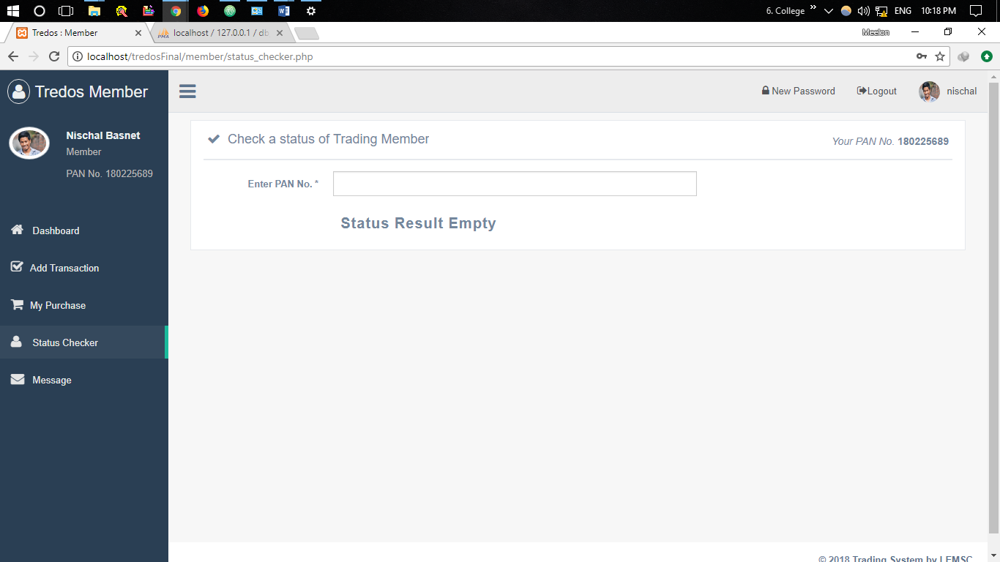 6. College » ENG 10:18 PM
Tredos : Member localhost / 127.0.0.1 / db Meelon
localhost/tredosFinal/member/status_checker.php
Tredos Member
New Password Logout nischal
Nischal Basnet
Member
PAN No. 180225689
Check a status of Trading Member
Your PAN No. 180225689
Enter PAN No. *
Status Result Empty
Dashboard
Add Transaction
My Purchase
Status Checker
Message
© 2018 Trading System by LEMSC